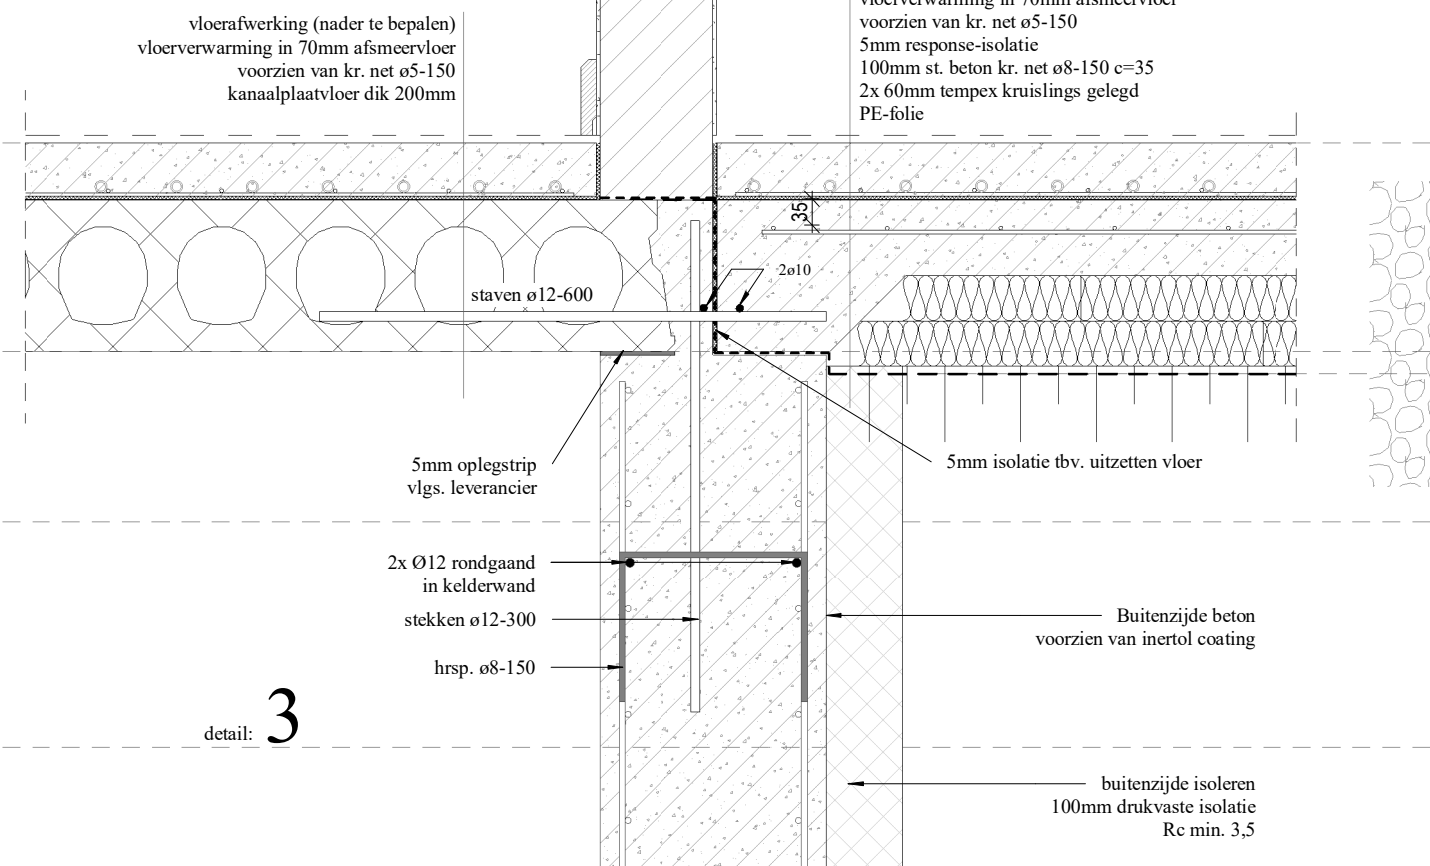 vloerafwerking (nader te bepalen)
vloerverwarming in 70mm afsmeervloer
voorzien van kr. net ø5-150
kanaalplaatvloer dik 200mm
vloerverwarming in 70mm afsmeervloer
voorzien van kr. net ø5-150
5mm response-isolatie
100mm st. beton kr. net ø8-150 c=35
2x 60mm tempex kruislings gelegd
PE-folie
35
2ø10
staven ø12-600
5mm oplegstrip
vlgs. leverancier
5mm isolatie tbv. uitzetten vloer
2x Ø12 rondgaand
in kelderwand
stekken ø12-300
hrsp. ø8-150
Buitenzijde beton
voorzien van inertol coating
detail: 3
buitenzijde isoleren
100mm drukvaste isolatie
Rc min. 3,5